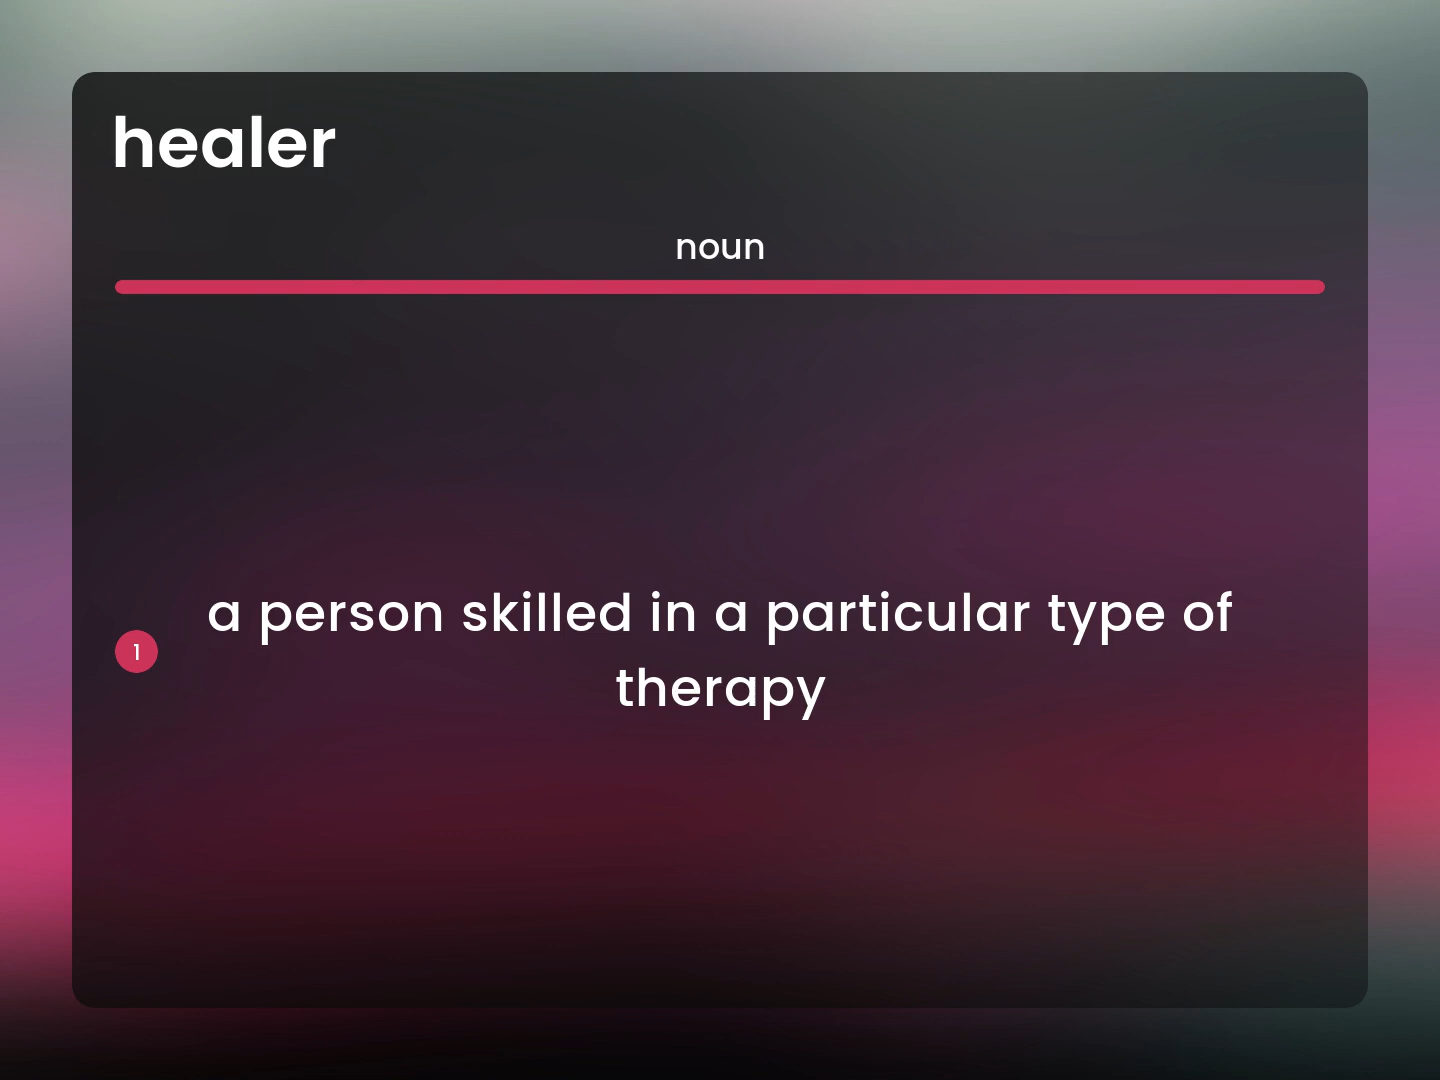 healer
noun
1
a person skilled in a particular type of
therapy